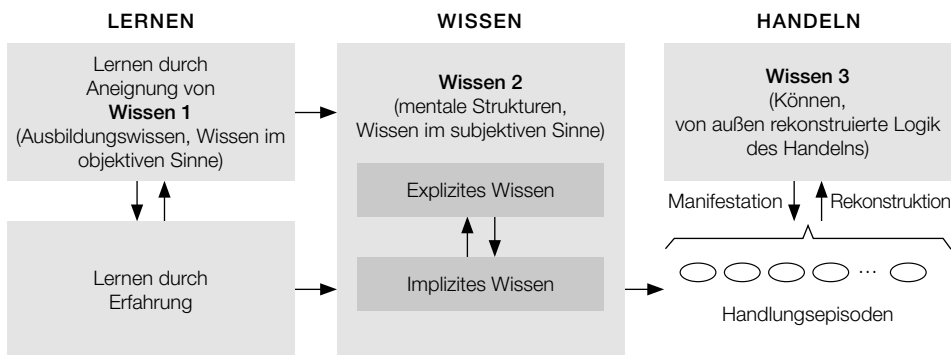 LERNEN
Lernen durch
Aneignung von
Wissen 1
(Ausbildungswissen, Wissen im
objektiven Sinne)
Lernen durch
Erfahrung
WISSEN
Wissen 2
(mentale Strukturen,
Wissen im subjektiven Sinne)
Explizites Wissen
Implizites Wissen
HANDELN
Wissen 3
(Können,
von außen rekonstruierte Logik
des Handelns)
Manifestation
Rekonstruktion
...
Handlungsepisoden